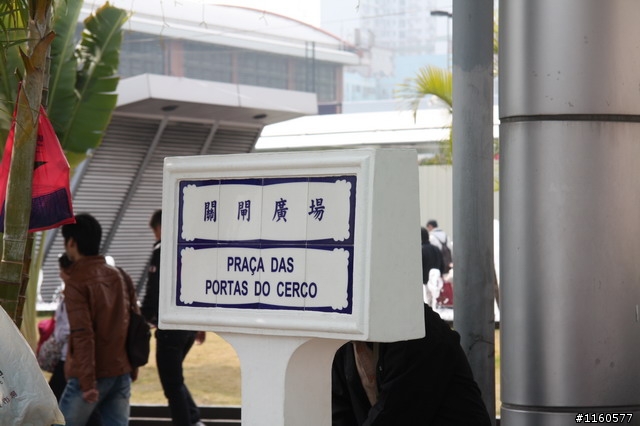 關閘廣場
PRAÇA DAS
PORTAS DO CERCO
#1160577